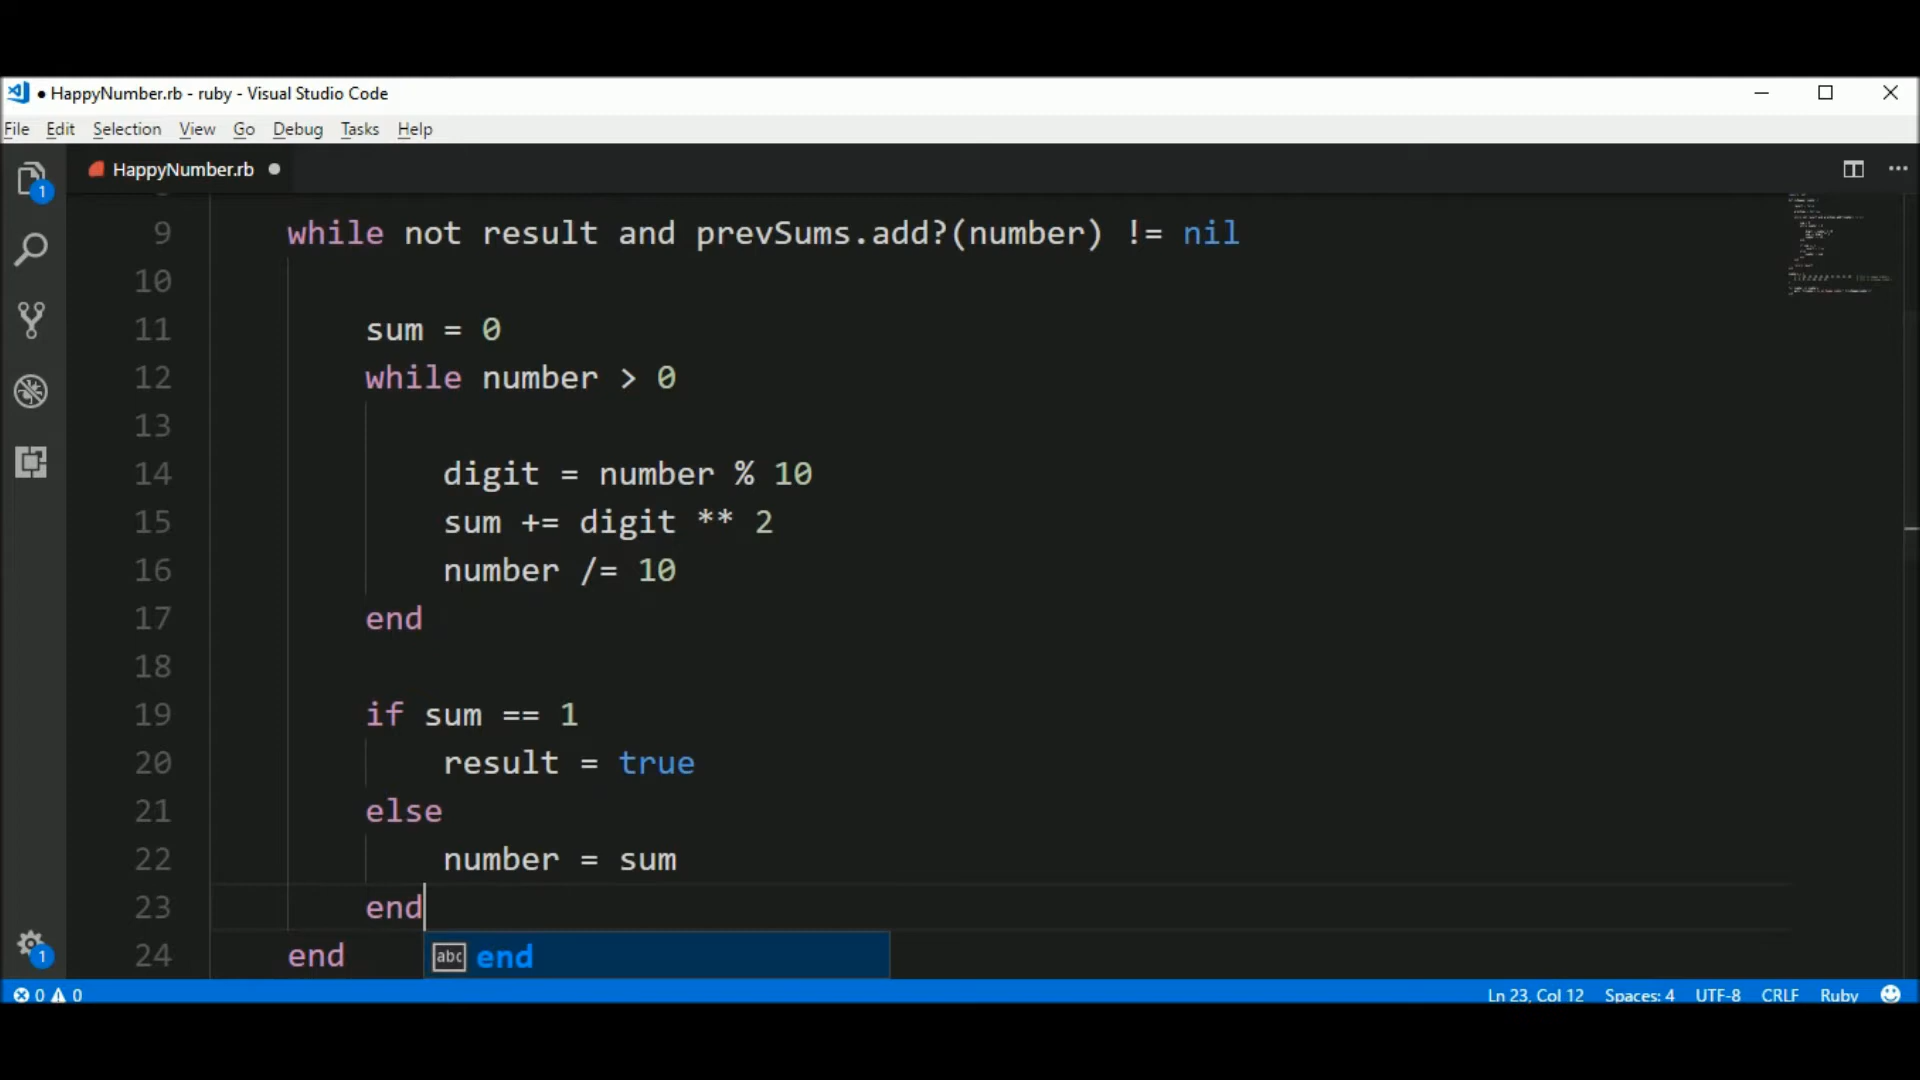 ● HappyNumber.rb - ruby - Visual Studio Code
File Edit Selection View Go Debug Tasks Help
1
HappyNumber.rb ●
9 while not result and prevSums.add?(number) != nil
10
11 sum = 0
12 while number > 0
13
14 digit = number % 10
15 sum += digit ** 2
16 number /= 10
17 end
18
19 if sum == 1
20 result = true
21 else
22 number = sum
23 end
24 end
abc end
1
0 0
Ln 23, Col 12 Spaces: 4 UTF-8 CRLF Ruby